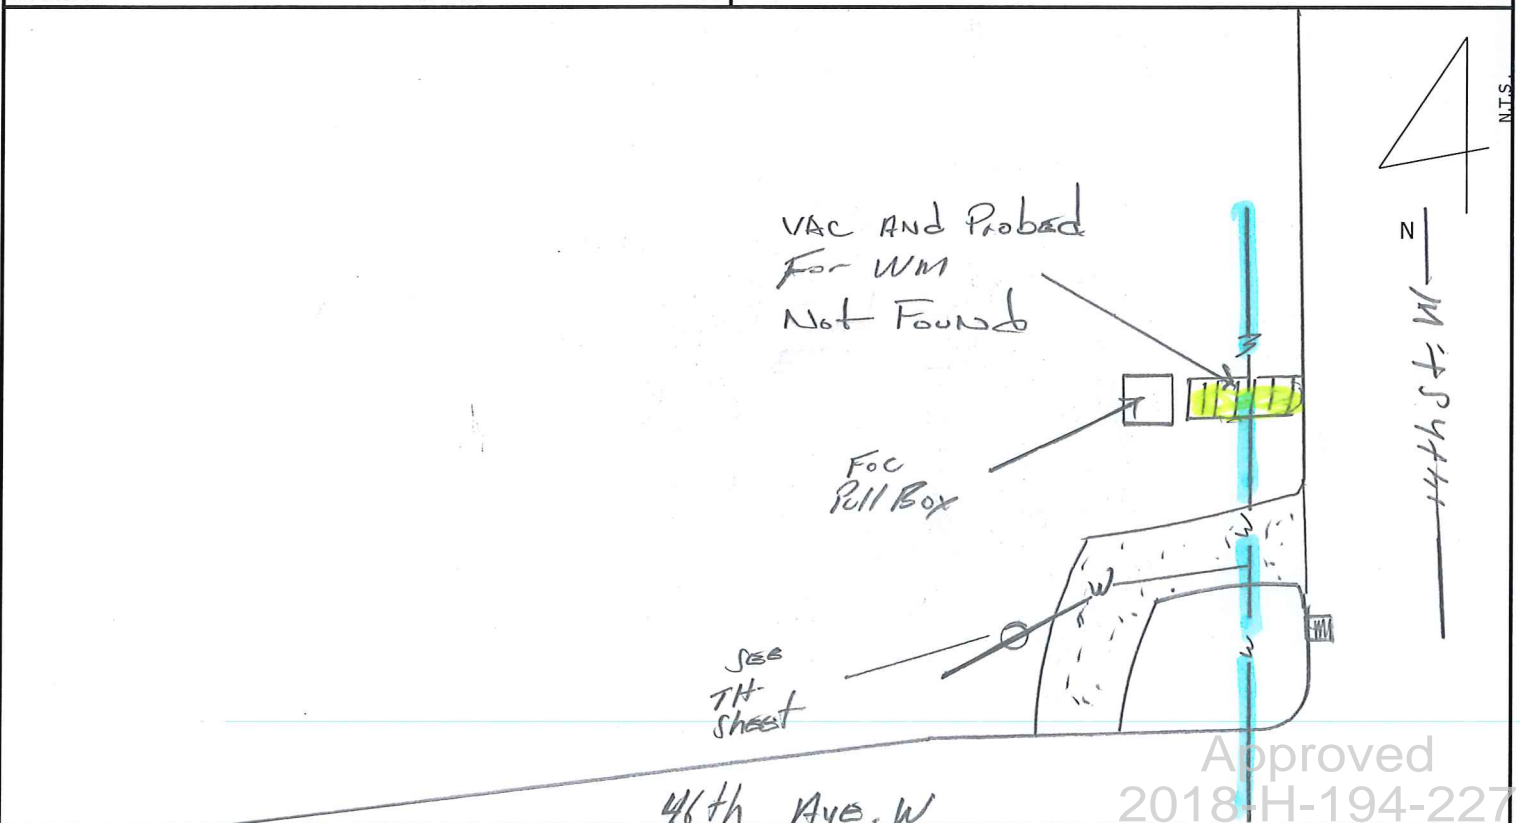 N.T.S.
N
VAC AND Probed
For WM
Not Found
FOC
Pull Box
W
W
W
W
SEE
TH
Sheet
44th St. W
46th Ave. W
Approved
2018-H-194-227